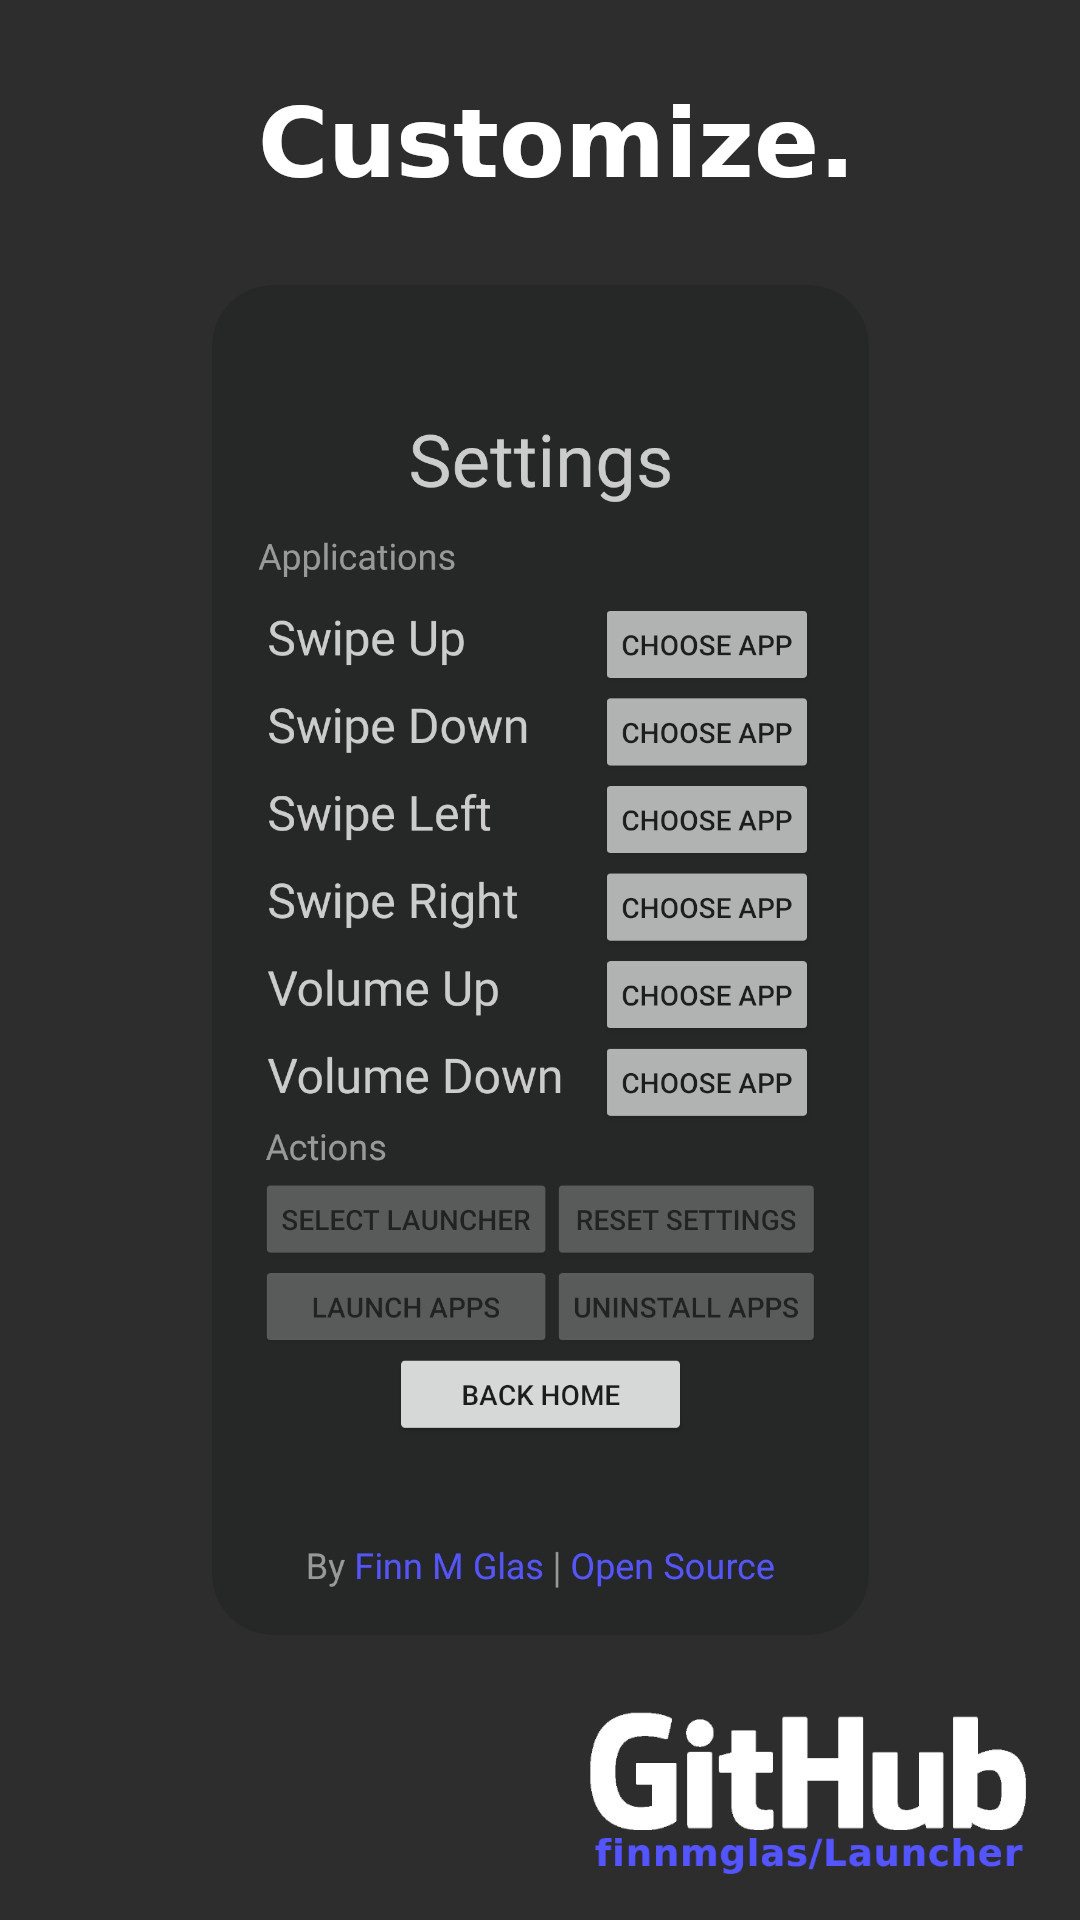 Customize.
Settings
Applications
Swipe Up CHOOSE APP
Swipe Down CHOOSE APP
Swipe Left CHOOSE APP
Swipe Right CHOOSE APP
Volume Up CHOOSE APP
Volume Down CHOOSE APP
Actions
SELECT LAUNCHER RESET SETTINGS
LAUNCH APPS UNINSTALL APPS
BACK HOME
By Finn M Glas | Open Source
GitHub
finnmglas/Launcher